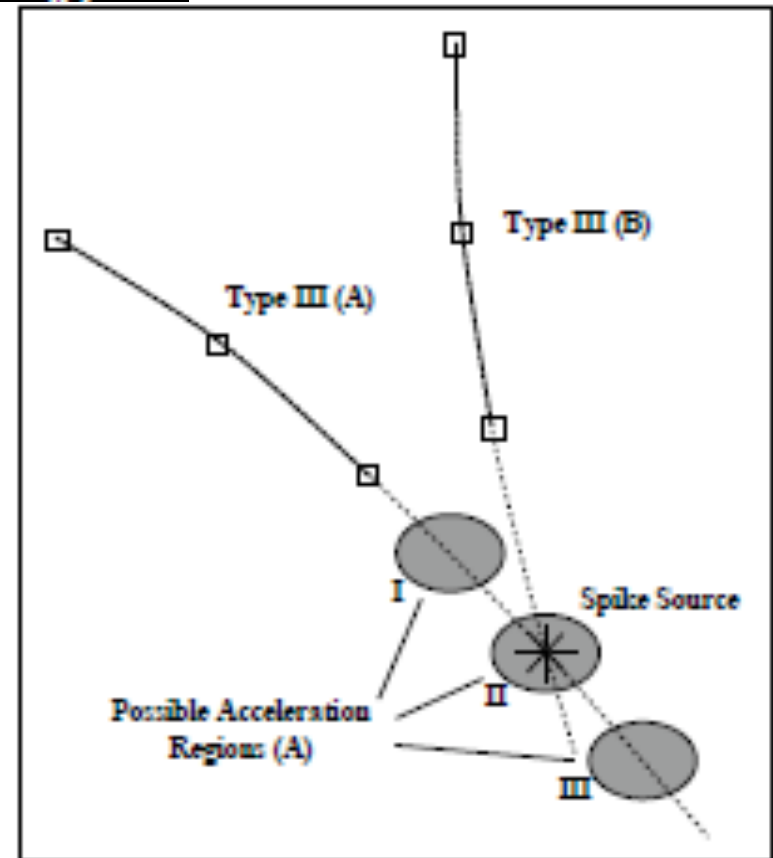 Type III (B)
Type III (A)
I
Spike Source
II
Possible Acceleration
Regions (A)
III